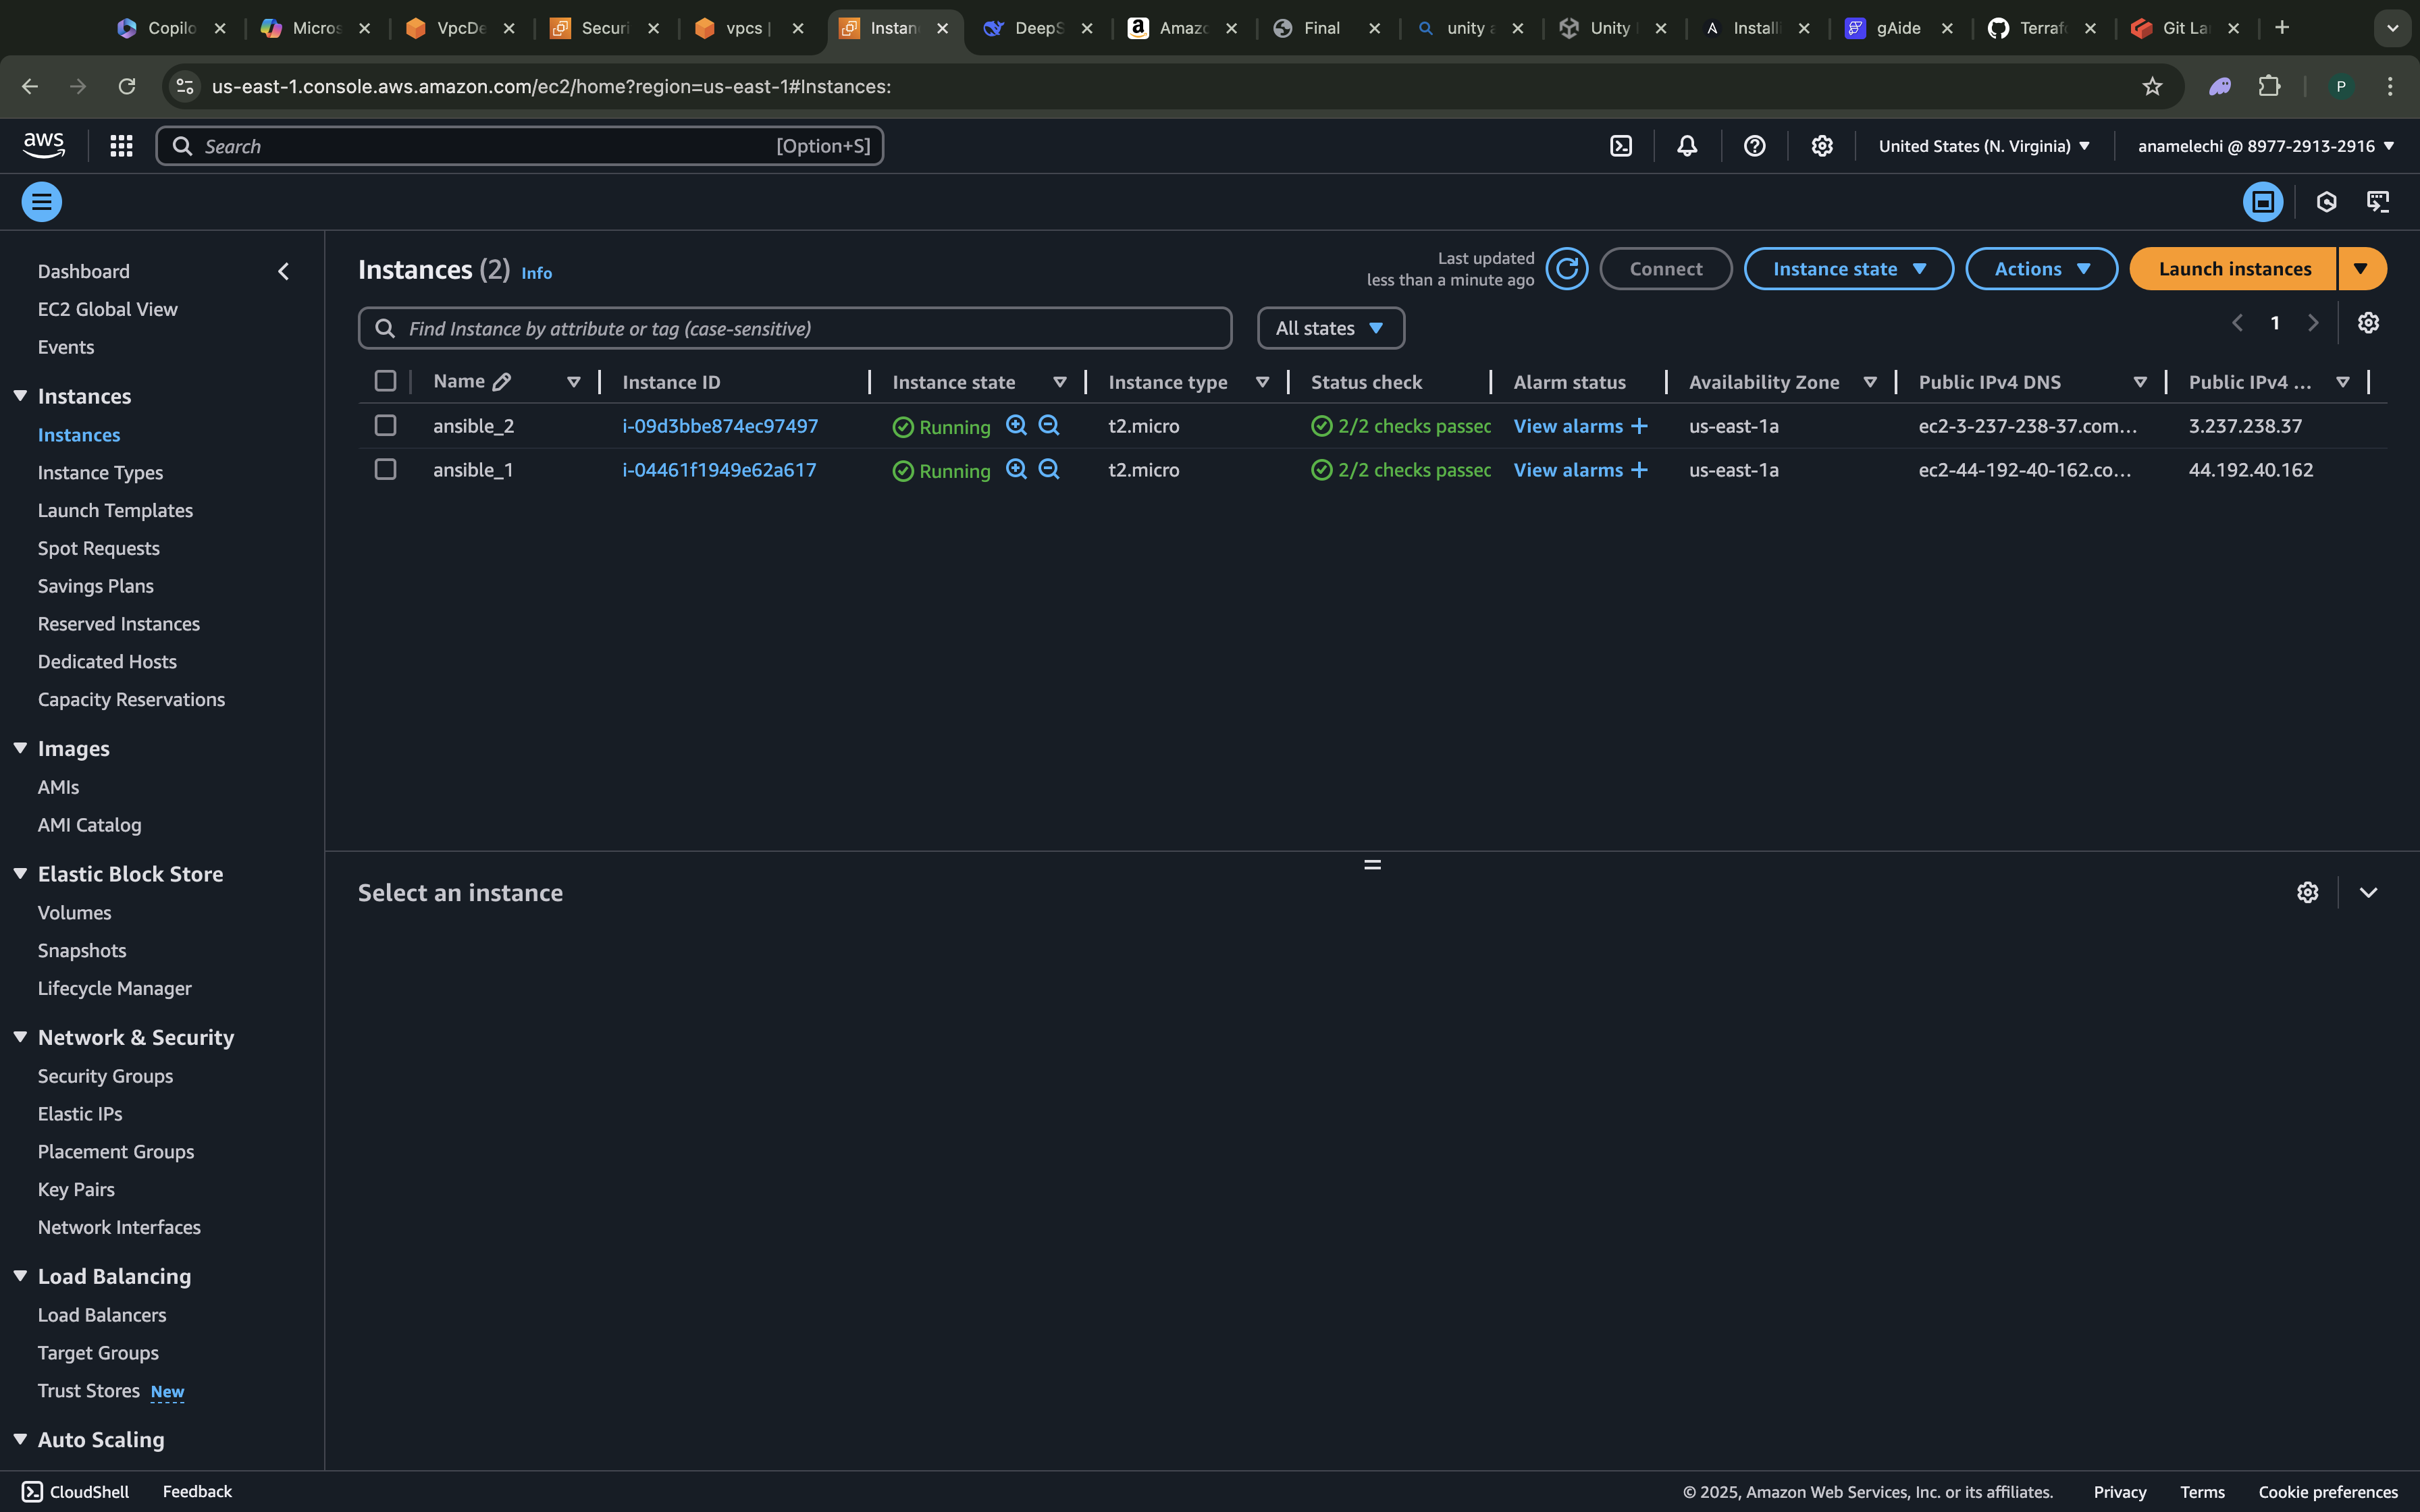 Copilo
Micros
VpcDe
Securi
vpcs |
Instan
DeepS
Amazo
Final
unity a
Unity
Installi
gAide
Terrafo
Git Lar
us-east-1.console.aws.amazon.com/ec2/home?region=us-east-1#Instances:
P
aws
Search
[Option+S]
United States (N. Virginia)
anamelechi @ 8977-2913-2916
Dashboard
EC2 Global View
Events
Instances
Instances
Instance Types
Launch Templates
Spot Requests
Savings Plans
Reserved Instances
Dedicated Hosts
Capacity Reservations
Images
AMIs
AMI Catalog
Elastic Block Store
Volumes
Snapshots
Lifecycle Manager
Network & Security
Security Groups
Elastic IPs
Placement Groups
Key Pairs
Network Interfaces
Load Balancing
Load Balancers
Target Groups
Trust Stores New
Auto Scaling
Instances (2) Info
Last updated
less than a minute ago
Connect
Instance state
Actions
Launch instances
Find Instance by attribute or tag (case-sensitive)
All states
1
Name Instance ID Instance state Instance type Status check Alarm status Availability Zone Public IPv4 DNS Public IPv4 ...
ansible_2 i-09d3bbe874ec97497 Running t2.micro 2/2 checks passec View alarms + us-east-1a ec2-3-237-238-37.com... 3.237.238.37
ansible_1 i-04461f1949e62a617 Running t2.micro 2/2 checks passec View alarms + us-east-1a ec2-44-192-40-162.co... 44.192.40.162
Select an instance
CloudShell
Feedback
© 2025, Amazon Web Services, Inc. or its affiliates.
Privacy
Terms
Cookie preferences